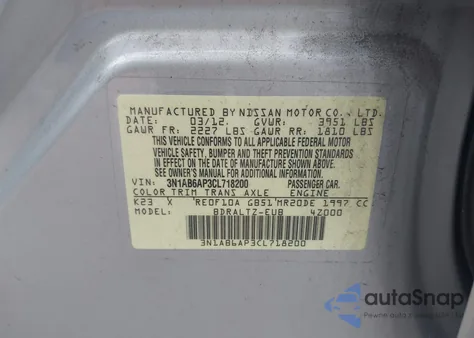 MANUFACTURED BY NISSAN MOTOR CO., LTD.
DATE: 03/12. GVWR: 3951 LBS
GAWR FR: 2227 LBS GAWR RR: 1810 LBS
THIS VEHICLE CONFORMS TO ALL
APPLICABLE FEDERAL MOTOR VEHICLE
SAFETY, BUMPER AND THEFT PREVENTION STANDARDS
IN EFFECT ON THE DATE OF MANUFACTURE SHOWN ABOVE.
SEE OWNER'S MANUAL FOR ADDITIONAL
INFORMATION.
VIN: 3N1AB6AP3CL718200 PASSENGER CAR
COLOR TRIM TRANS AXLE ENGINE
K23 X RE0F10A GB51 MR20DE 1997 CC
MODEL: BDRALTZ-EUB 4Z000
3N1AB6AP3CL718200
autoSnap